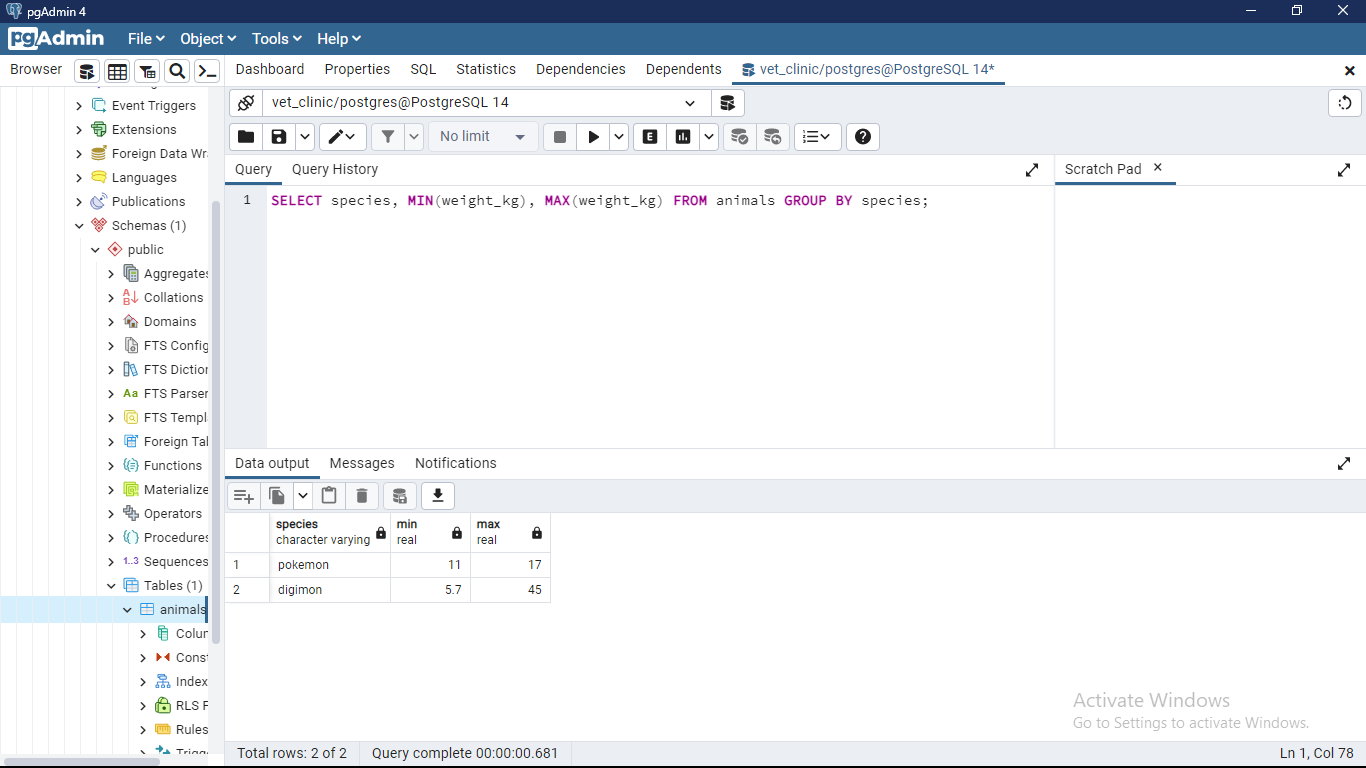 pgAdmin 4
pgAdmin File Object Tools Help
Browser Dashboard Properties SQL Statistics Dependencies Dependents vet_clinic/postgres@PostgreSQL 14*
Event Triggers
Extensions
Foreign Data Wr
Languages
Publications
Schemas (1)
public
Aggregates
Collations
Domains
FTS Config
FTS Diction
FTS Parser
FTS Templ
Foreign Tal
Functions
Materialize
Operators
Procedures
1..3 Sequences
Tables (1)
animals
Colun
Const
Index
RLS P
Rules
Trigg
vet_clinic/postgres@PostgreSQL 14
No limit
Query Query History Scratch Pad
1 SELECT species, MIN(weight_kg), MAX(weight_kg) FROM animals GROUP BY species;
Data output Messages Notifications
species min max
character varying real real
1 pokemon 11 17
2 digimon 5.7 45
Activate Windows
Go to Settings to activate Windows.
Total rows: 2 of 2 Query complete 00:00:00.681 Ln 1, Col 78